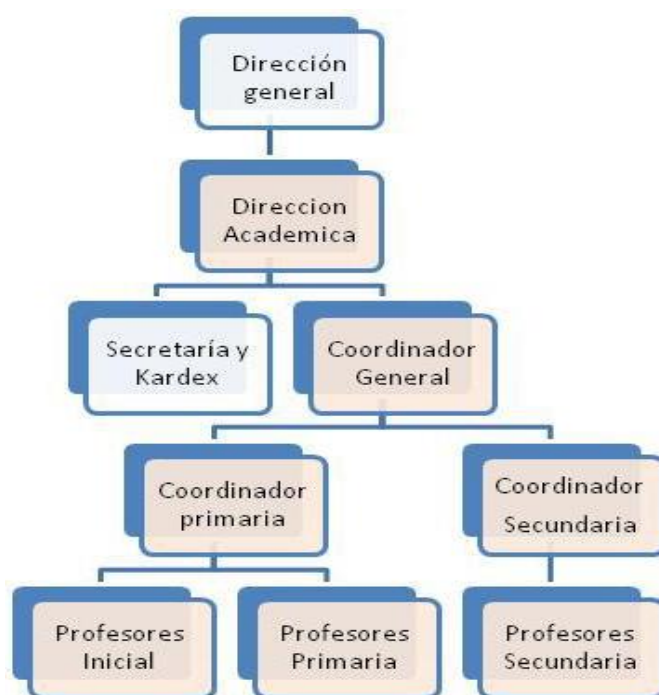 Dirección
general
Direccion
Academica
Secretaría y
Kardex
Coordinador
General
Coordinador
primaria
Coordinador
Secundaria
Profesores
Inicial
Profesores
Primaria
Profesores
Secundaria